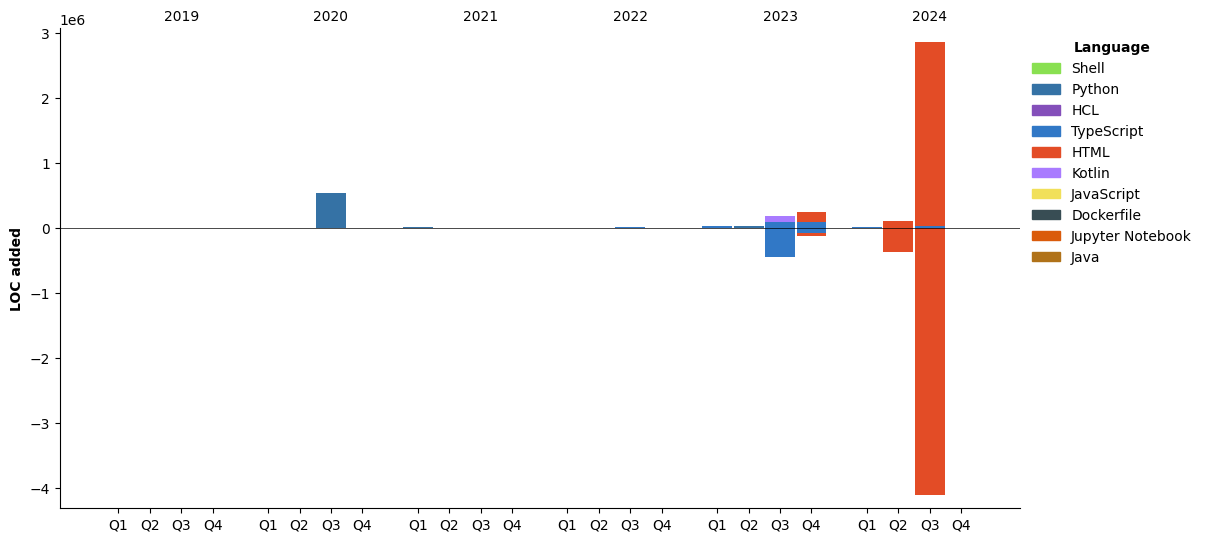 1e6
2019 2020 2021 2022 2023 2024
3
2
1
0
−1
−2
−3
−4
LOC added
Q1 Q2 Q3 Q4 Q1 Q2 Q3 Q4 Q1 Q2 Q3 Q4 Q1 Q2 Q3 Q4 Q1 Q2 Q3 Q4 Q1 Q2 Q3 Q4
Language
Shell
Python
HCL
TypeScript
HTML
Kotlin
JavaScript
Dockerfile
Jupyter Notebook
Java